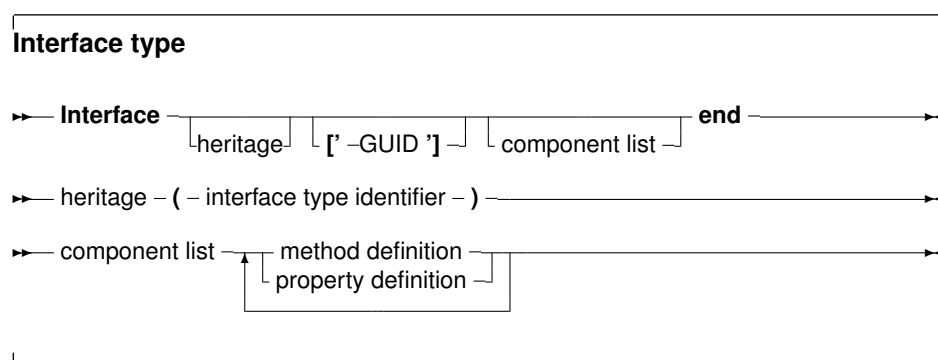 Interface type
Interface end
heritage [' GUID '] component list
heritage ( interface type identifier )
component list method definition
property definition